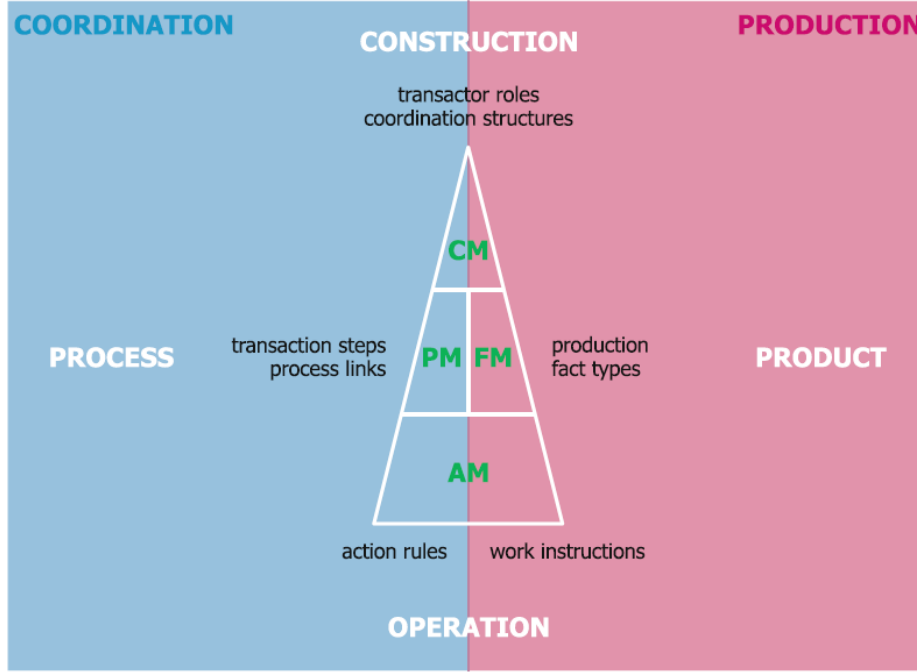 COORDINATION
PRODUCTION
CONSTRUCTION
transactor roles
coordination structures
CM
PROCESS
transaction steps
process links
PM
FM
production
fact types
PRODUCT
AM
action rules
work instructions
OPERATION